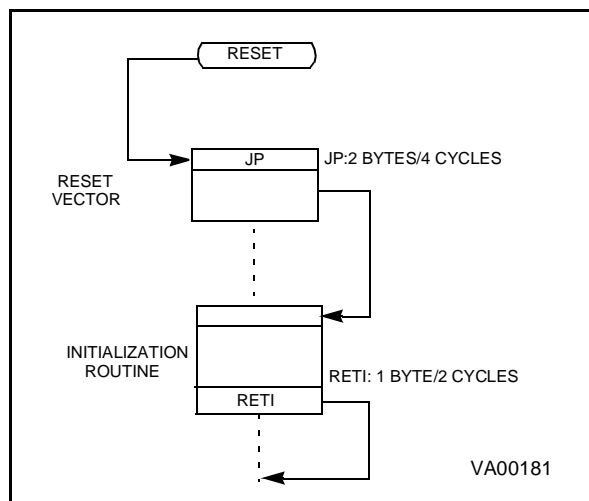 RESET
JP
JP:2 BYTES/4 CYCLES
RESET
VECTOR
INITIALIZATION
ROUTINE
RETI: 1 BYTE/2 CYCLES
RETI
VA00181